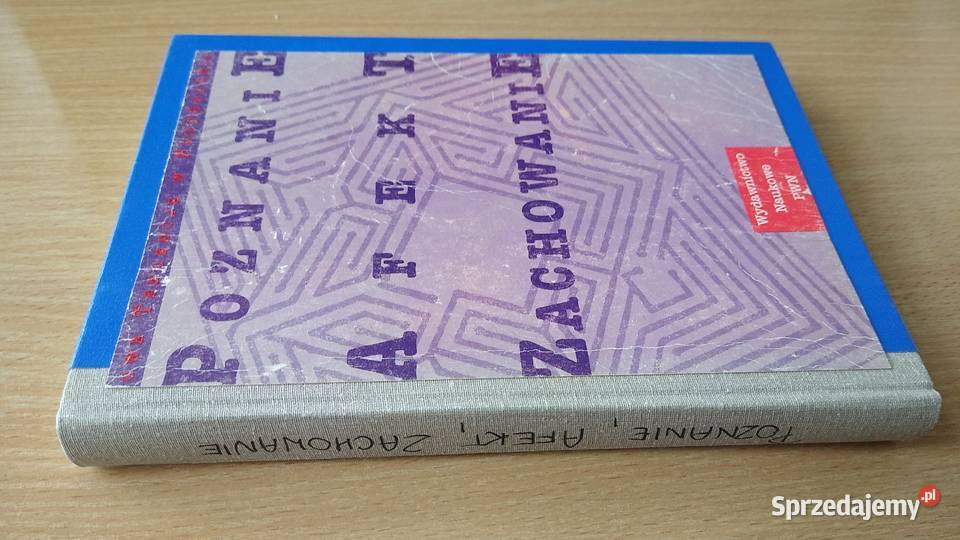 POZNANIE
AFEKT
ZACHOWANIE
Wydawnictwo
Naukowe
PWN
POZNANIE, AFEKT, ZACHOWANIE
Sprzedajemy.pl